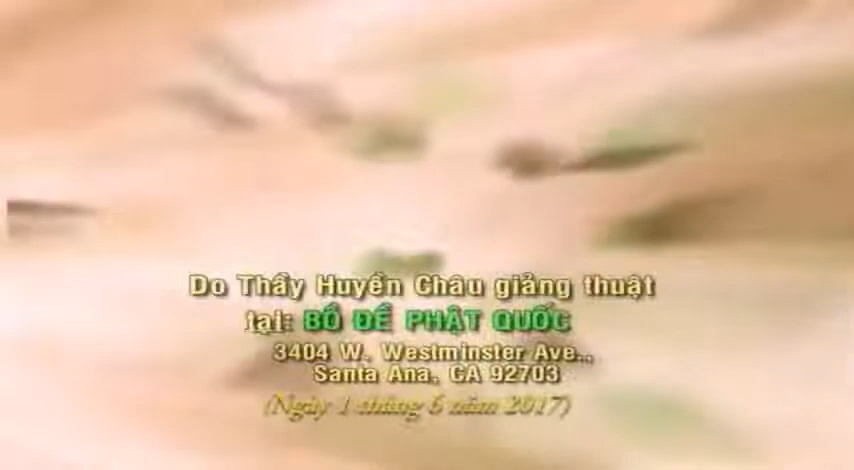 Do Thầy Huyền Châu giảng thuật
tại: BỒ ĐỀ PHẬT QUỐC
3404 W. Westminster Ave..,
Santa Ana, CA 92703
(Ngày 1 tháng 6 năm 2017)